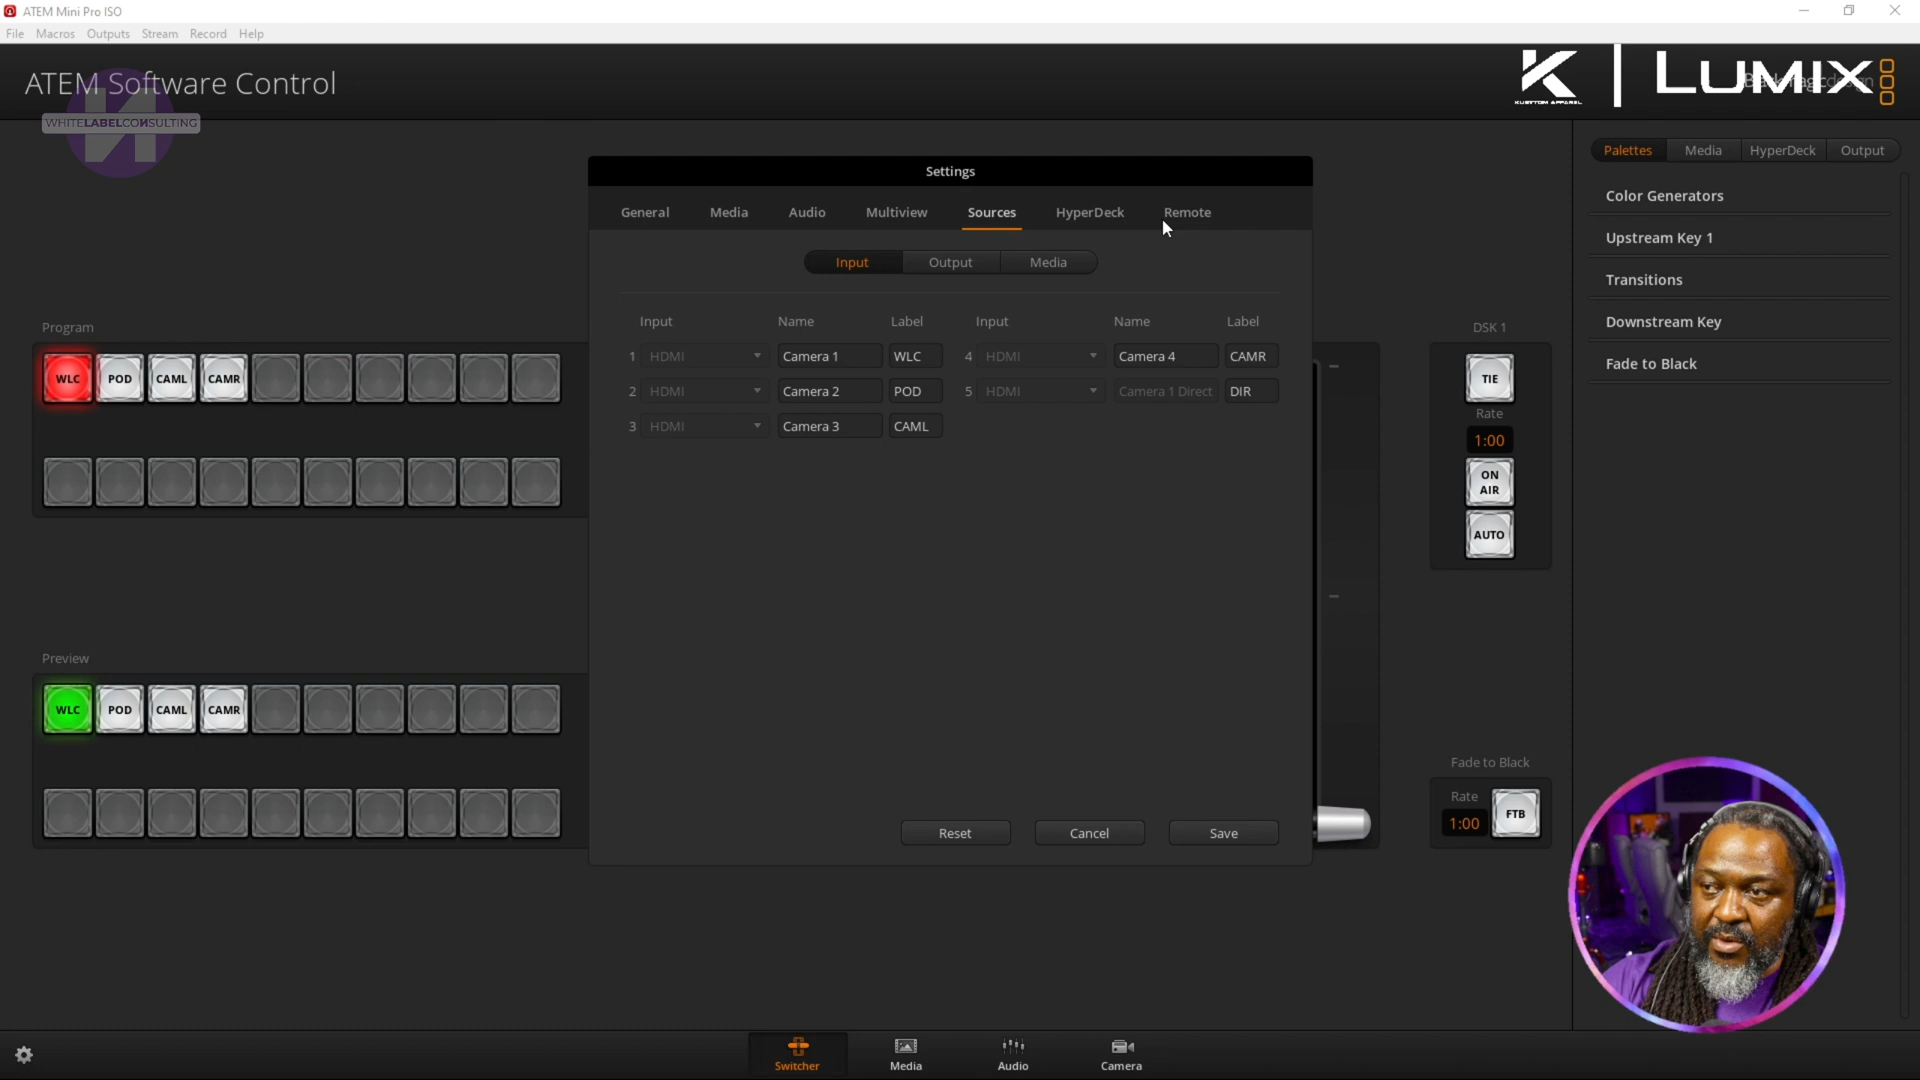 ATEM Mini Pro ISO
File Macros Outputs Stream Record Help
ATEM Software Control
WHITELABELCONSULTING
KUSTTOM APPAREL
LUMIX
Palettes Media HyperDeck Output
Color Generators
Upstream Key 1
Transitions
Downstream Key
Fade to Black
Settings
General Media Audio Multiview Sources HyperDeck Remote
Input Output Media
Input Name Label Input Name Label
1 HDMI Camera 1 WLC 4 HDMI Camera 4 CAMR
2 HDMI Camera 2 POD 5 HDMI Camera 1 Direct DIR
3 HDMI Camera 3 CAML
Reset Cancel Save
Program
WLC POD CAML CAMR
Preview
WLC POD CAML CAMR
DSK 1
TIE
Rate
1:00
ON
AIR
AUTO
Fade to Black
Rate
1:00
FTB
Switcher Media Audio Camera